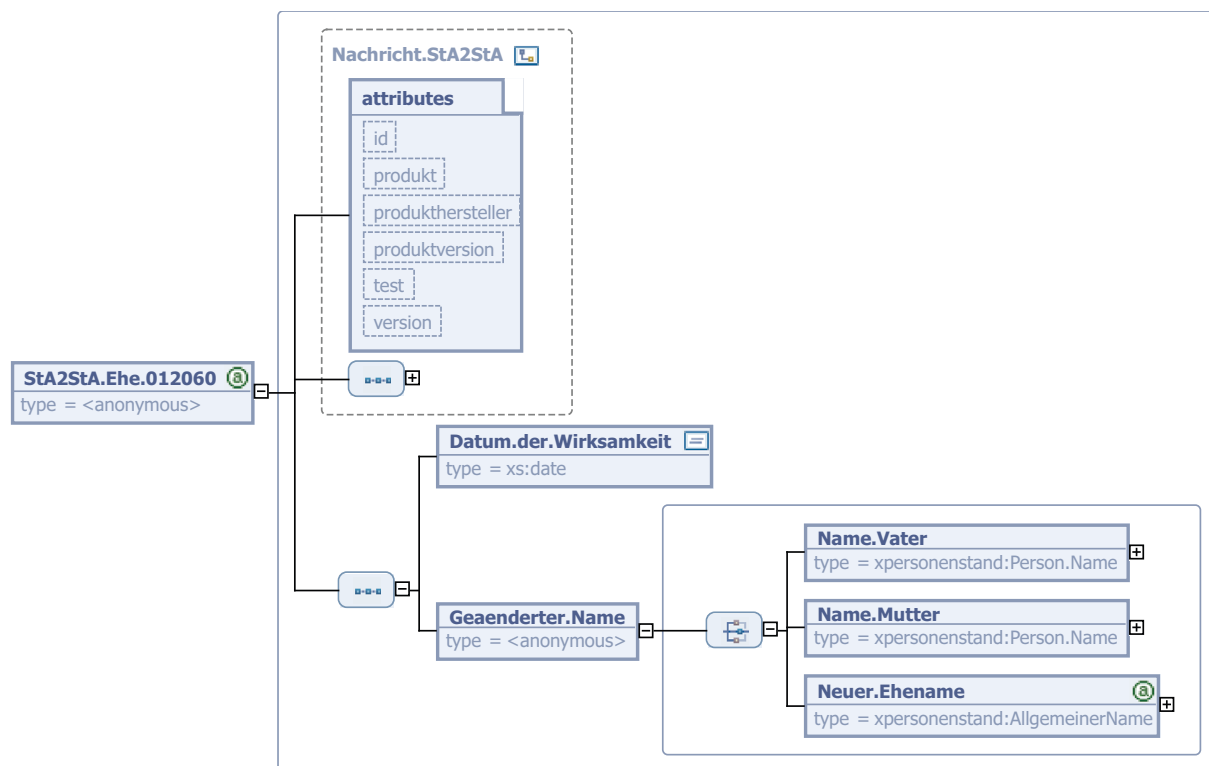 Nachricht.StA2StA
attributes
id
produkt
produkthersteller
produktversion
test
version
StA2StA.Ehe.012060 a
type = <anonymous>
Datum.der.Wirksamkeit
type = xs:date
Geaenderter.Name
type = <anonymous>
Name.Vater
type = xpersonenstand:Person.Name
Name.Mutter
type = xpersonenstand:Person.Name
Neuer.Ehename a
type = xpersonenstand:AllgemeinerName